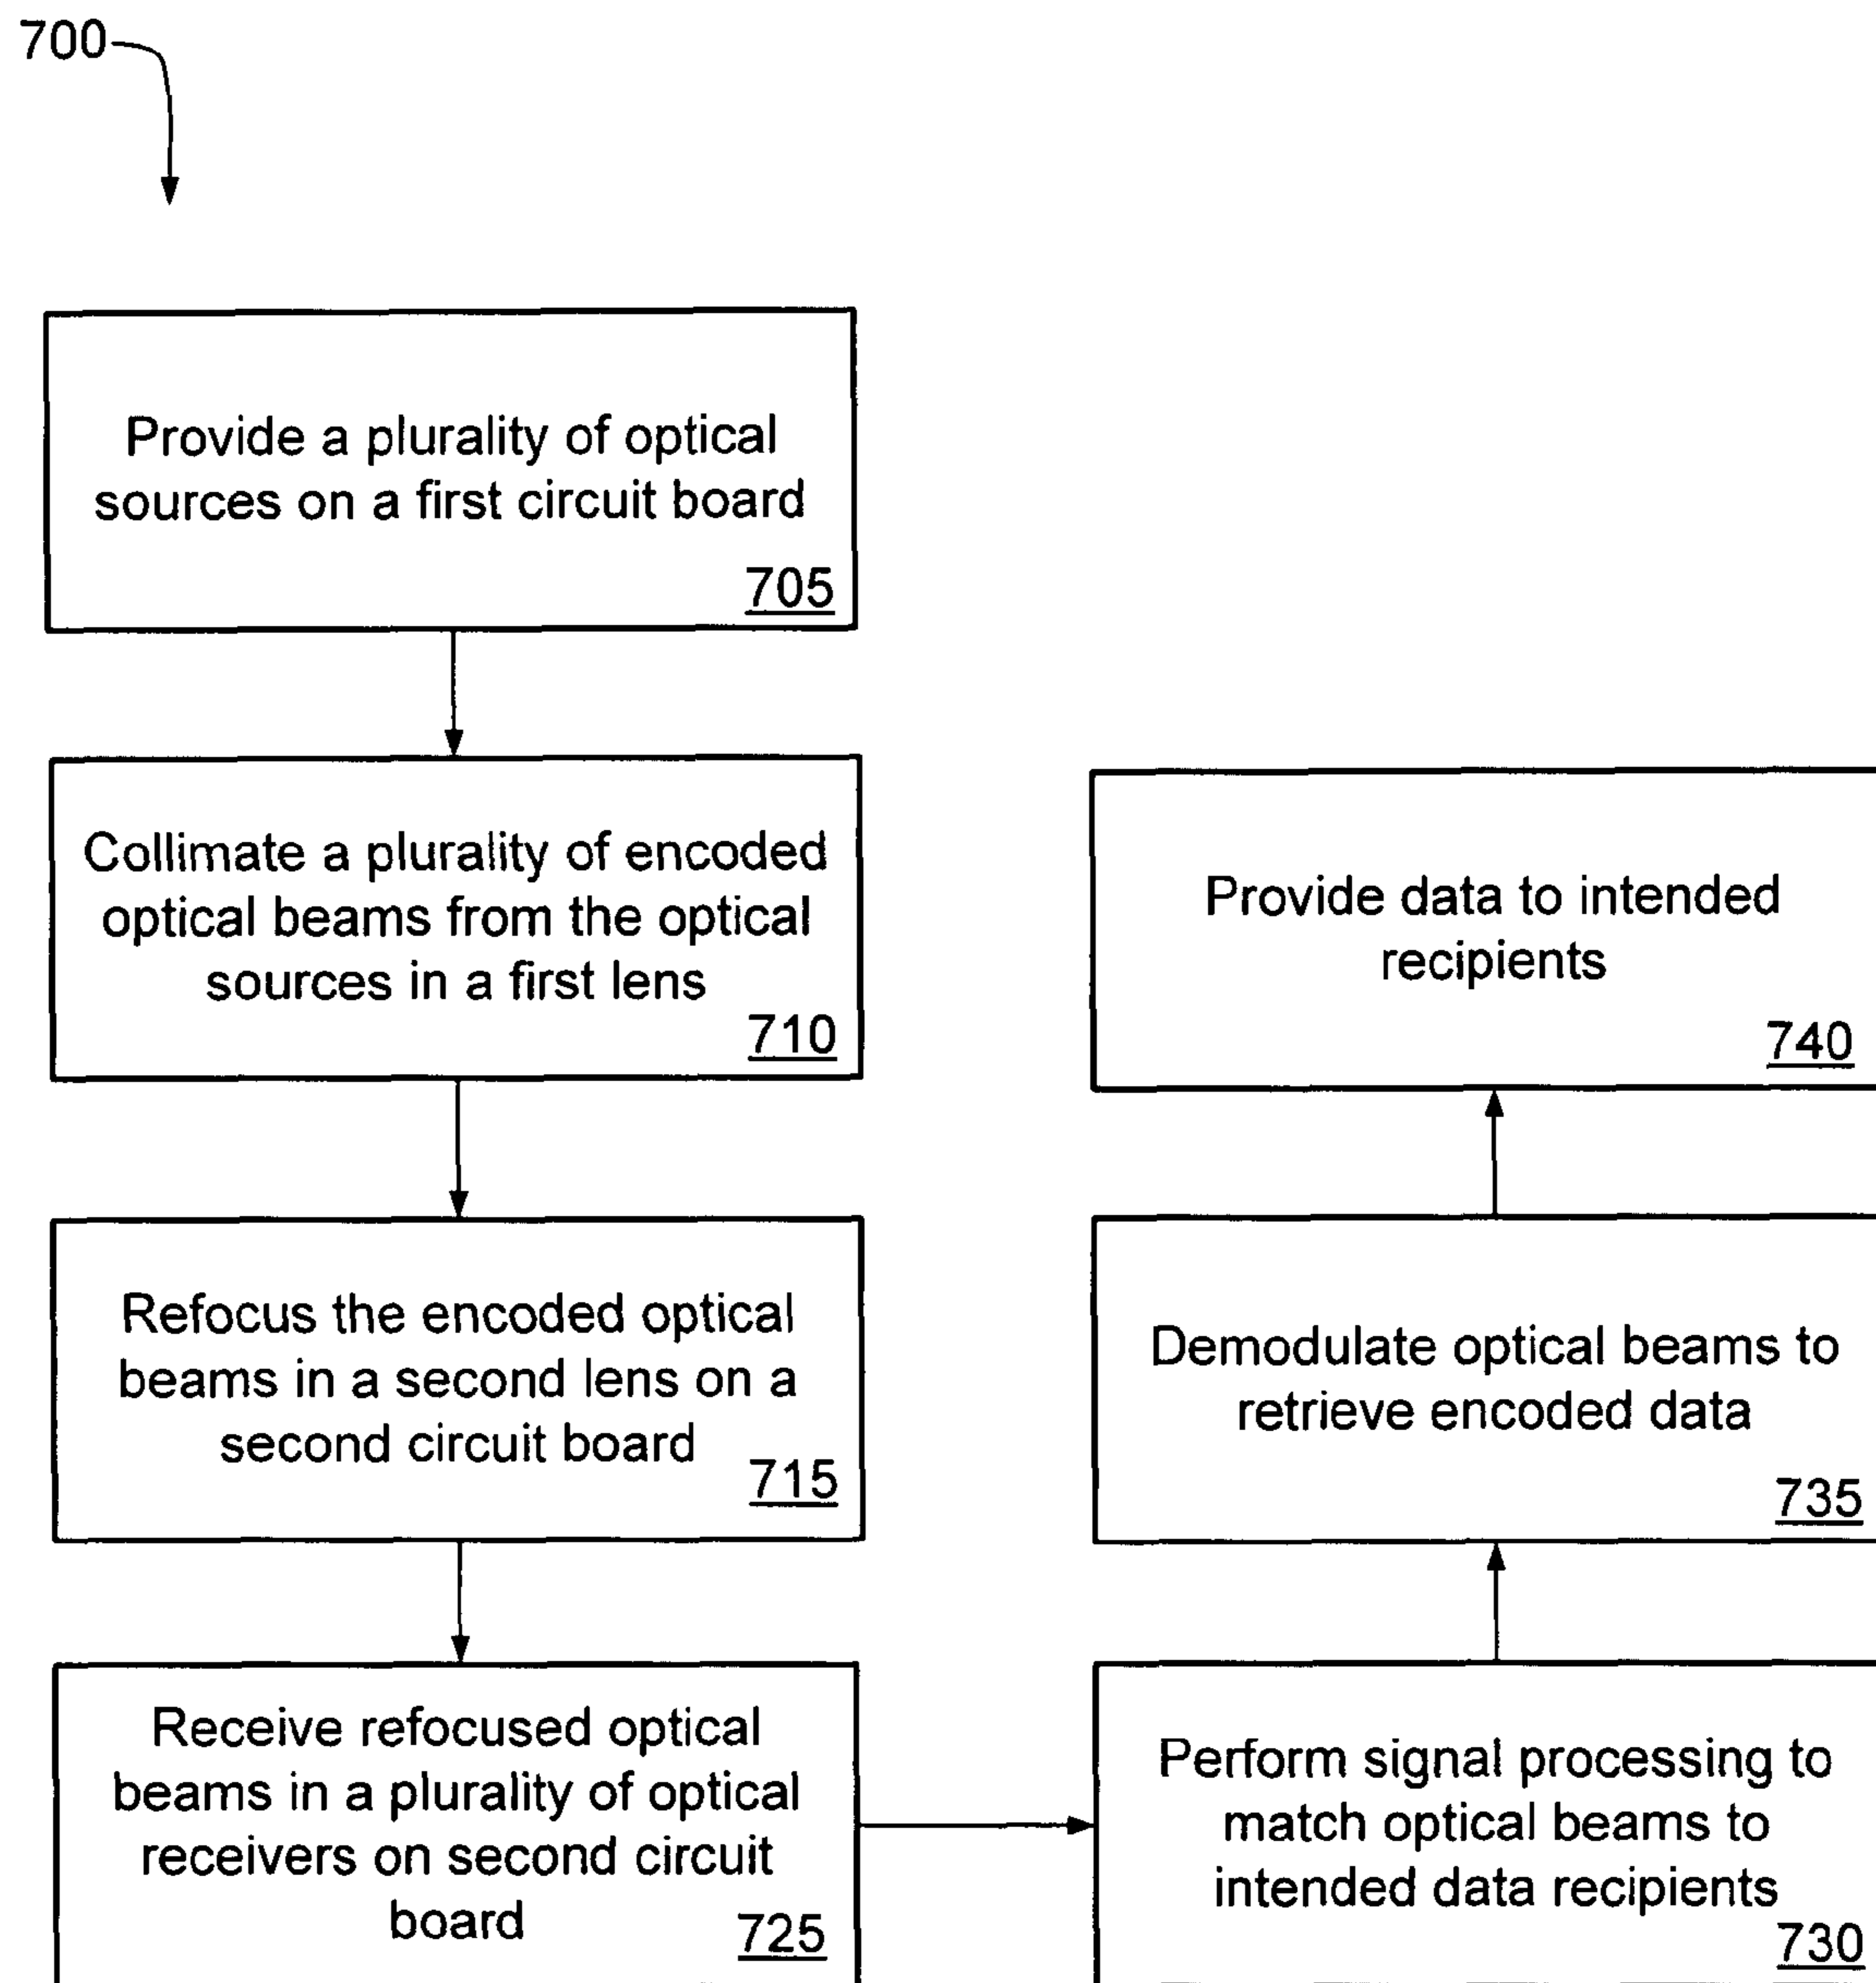 700
Provide a plurality of optical
sources on a first circuit board
705
Collimate a plurality of encoded
optical beams from the optical
sources in a first lens
710
Refocus the encoded optical
beams in a second lens on a
second circuit board
715
Receive refocused optical
beams in a plurality of optical
receivers on second circuit
board
725
Perform signal processing to
match optical beams to
intended data recipients
730
Demodulate optical beams to
retrieve encoded data
735
Provide data to intended
recipients
740